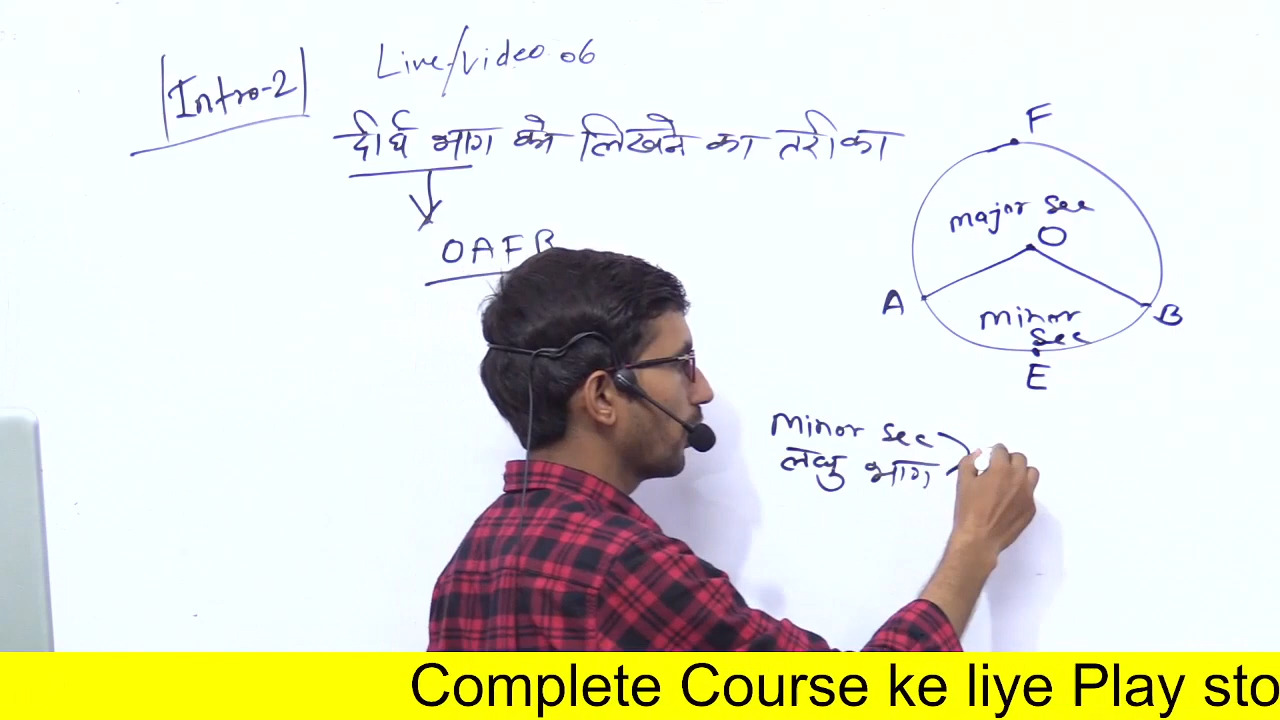 Intro-2
Live/video 06
दीर्घ भाग को लिखने का तरीका
OAFB
F
major sec
O
A
B
minor
sec
E
minor sec
लघु भाग
Complete Course ke liye Play sto